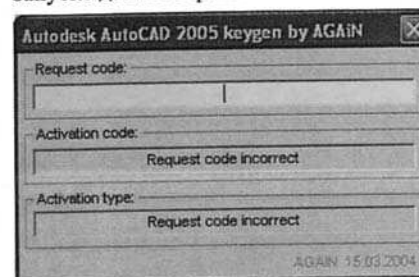 Autodesk AutoCAD 2005 keygen by AGAiN
Request code:
Activation code:
Request code incorrect
Activation type:
Request code incorrect
AGAiN 15.03.2004